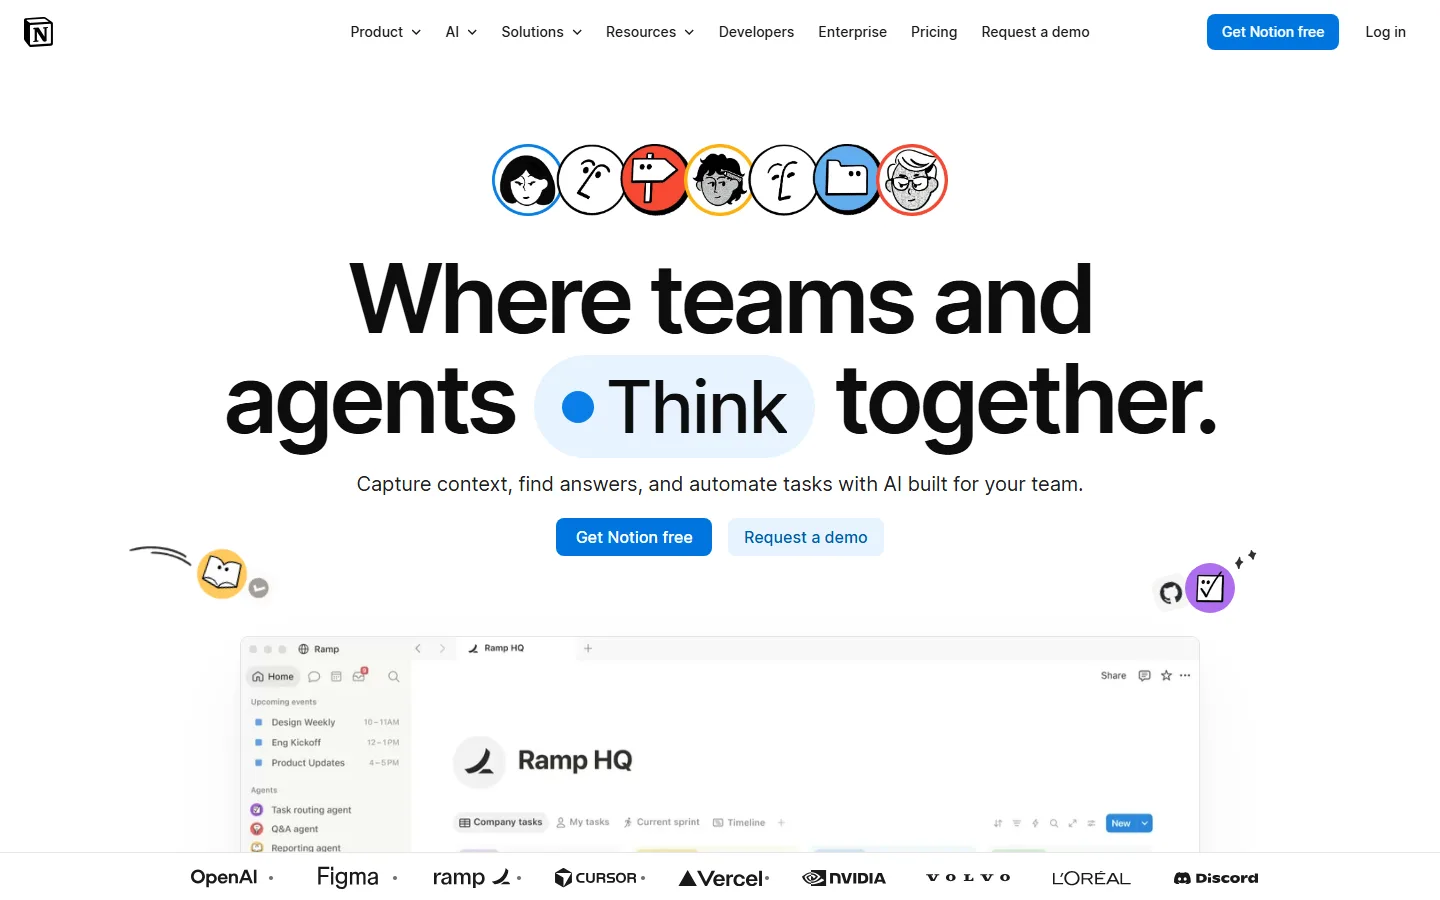 N
Product AI Solutions Resources Developers Enterprise Pricing Request a demo Get Notion free Log in
Where teams and
agents Think together.
Capture context, find answers, and automate tasks with AI built for your team.
Get Notion free Request a demo
Ramp Ramp HQ
Home Share
Upcoming events
Design Weekly 10–11AM
Eng Kickoff 12–1PM
Product Updates 4–5PM
Ramp HQ
Agents
Task routing agent
Company tasks My tasks Current sprint Timeline New
Q&A agent
Reporting agent
OpenAI Figma ramp CURSOR Vercel NVIDIA VOLVO L'ORÉAL Discord